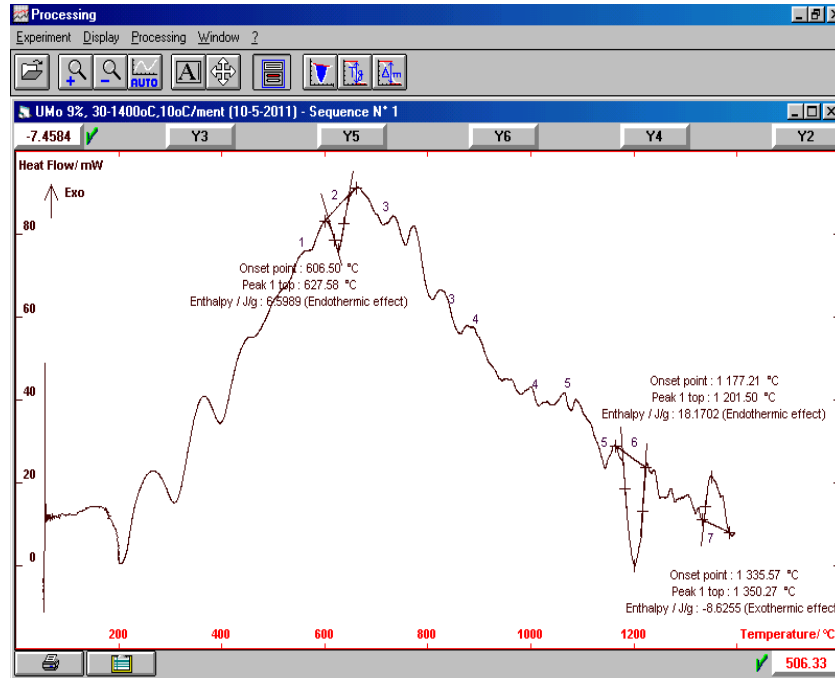 Processing
Experiment Display Processing Window ?
AUTO
A
UMo 9%, 30-1400oC,10oC/ment (10-5-2011) - Sequence N° 1
-7.4584 Y3 Y5 Y6 Y4 Y2
Heat Flow/ mW
Exo
80
60
40
20
0
1
2
3
Onset point : 606.50 °C
Peak 1 top : 627.58 °C
Enthalpy / J/g : 6.5989 (Endothermic effect)
3
4
4
5
Onset point : 1 177.21 °C
Peak 1 top : 1 201.50 °C
Enthalpy / J/g : 18.1702 (Endothermic effect)
5
6
7
Onset point : 1 335.57 °C
Peak 1 top : 1 350.27 °C
Enthalpy / J/g : -8.6255 (Exothermic effect
200 400 600 800 1000 1200 Temperature/ °C
506.33